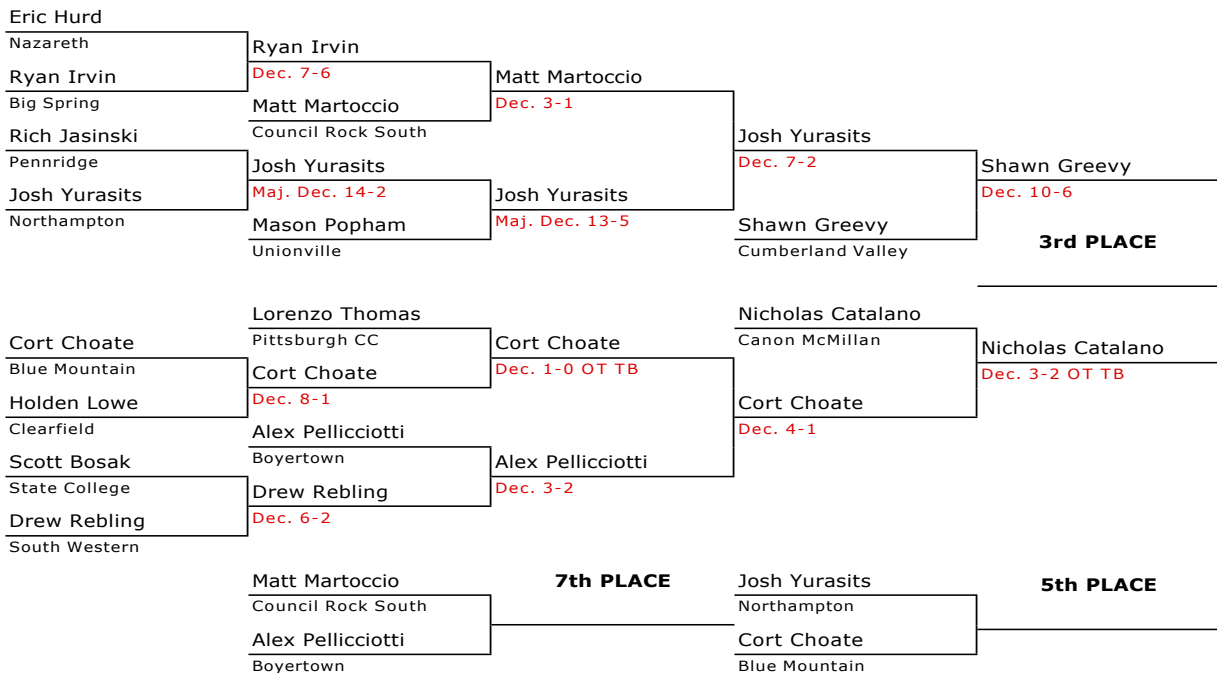 Eric Hurd
Nazareth
Ryan Irvin
Big Spring
Rich Jasinski
Pennridge
Josh Yurasits
Northampton
Ryan Irvin
Dec. 7-6
Matt Martoccio
Council Rock South
Josh Yurasits
Maj. Dec. 14-2
Mason Popham
Unionville
Matt Martoccio
Dec. 3-1
Josh Yurasits
Maj. Dec. 13-5
Josh Yurasits
Dec. 7-2
Shawn Greevy
Cumberland Valley
Shawn Greevy
Dec. 10-6
3rd PLACE
Cort Choate
Blue Mountain
Holden Lowe
Clearfield
Scott Bosak
State College
Drew Rebling
South Western
Lorenzo Thomas
Pittsburgh CC
Cort Choate
Dec. 8-1
Alex Pellicciotti
Boyertown
Drew Rebling
Dec. 6-2
Cort Choate
Dec. 1-0 OT TB
Alex Pellicciotti
Dec. 3-2
Nicholas Catalano
Canon McMillan
Cort Choate
Dec. 4-1
Nicholas Catalano
Dec. 3-2 OT TB
Matt Martoccio
Council Rock South
Alex Pellicciotti
Boyertown
7th PLACE
Josh Yurasits
Northampton
Cort Choate
Blue Mountain
5th PLACE